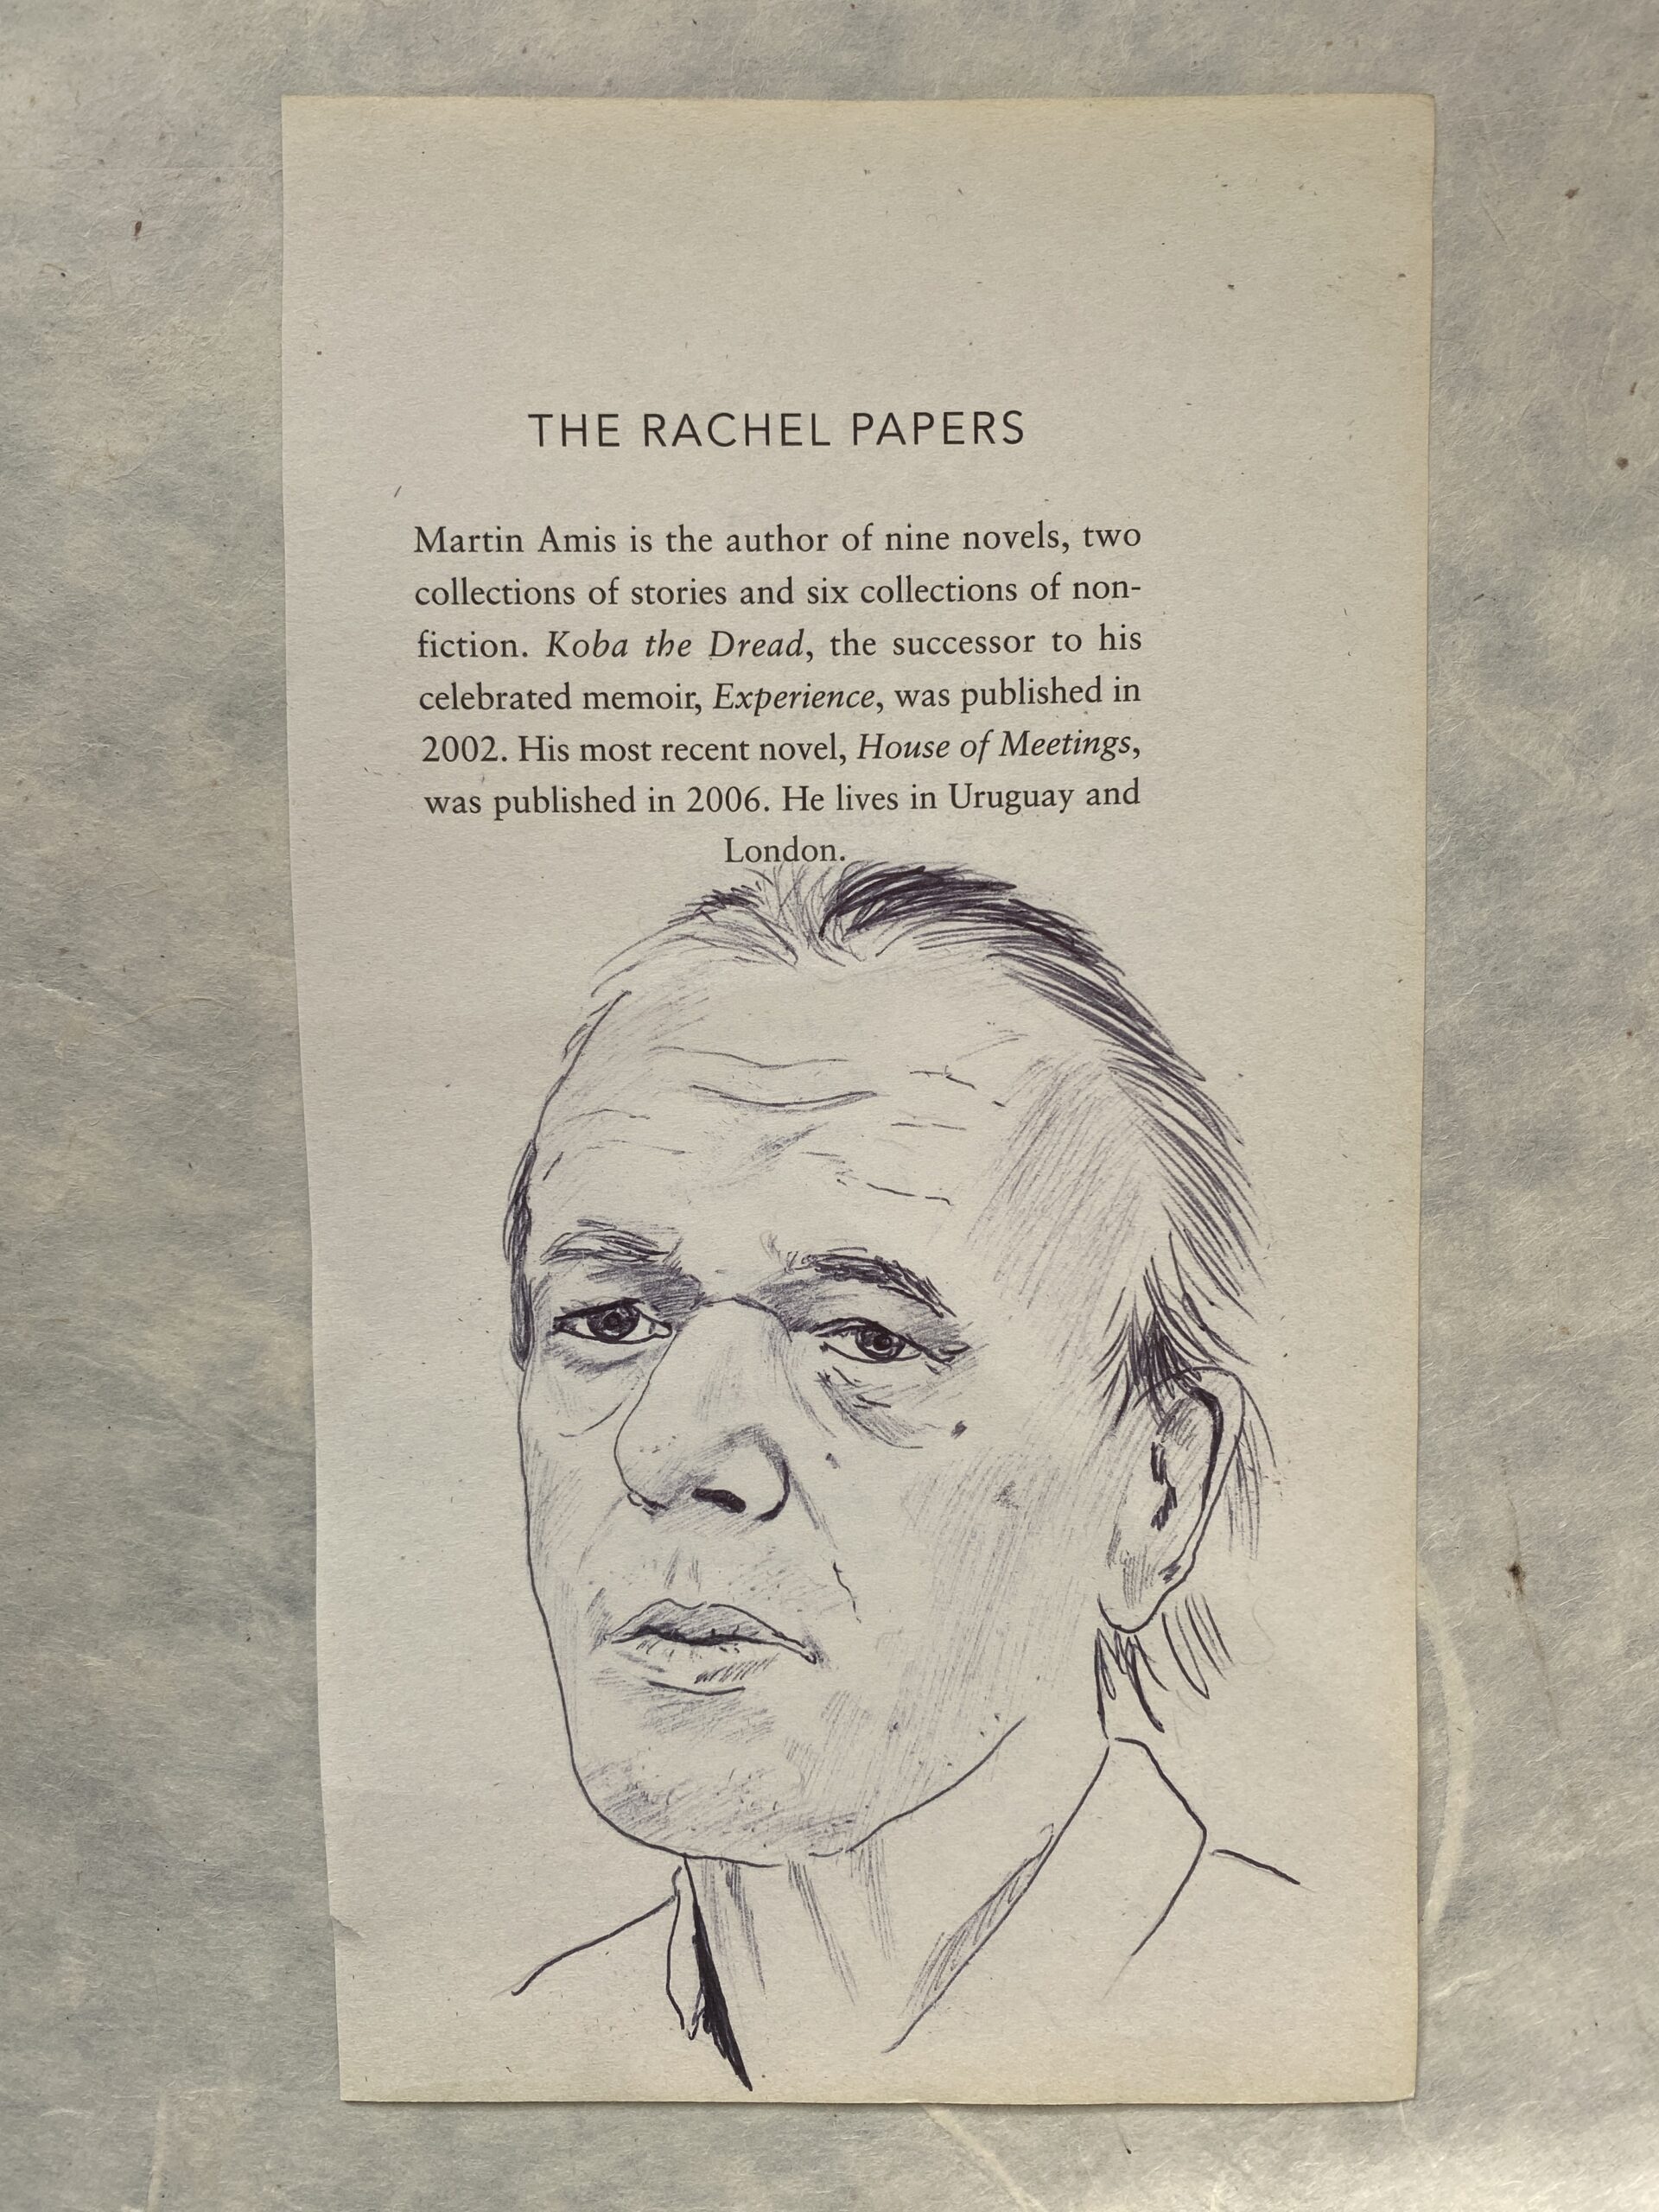 THE RACHEL PAPERS
Martin Amis is the author of nine novels, two
collections of stories and six collections of non-
fiction. Koba the Dread, the successor to his
celebrated memoir, Experience, was published in
2002. His most recent novel, House of Meetings,
was published in 2006. He lives in Uruguay and
London.